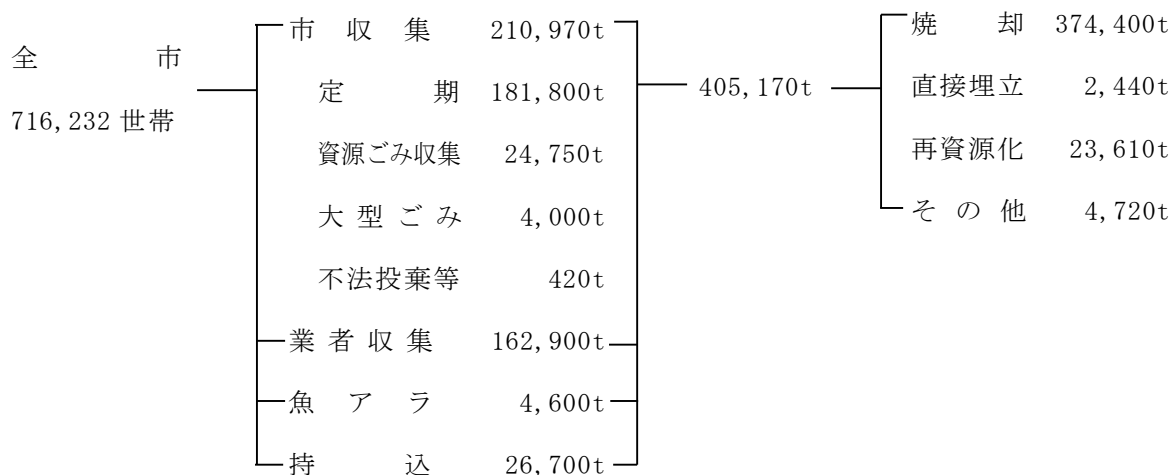 全市
716,232世帯
市収集 210,970t
定期 181,800t
資源ごみ収集 24,750t
大型ごみ 4,000t
不法投棄等 420t
業者収集 162,900t
魚アラ 4,600t
持込 26,700t
405,170t
焼却 374,400t
直接埋立 2,440t
再資源化 23,610t
その他 4,720t